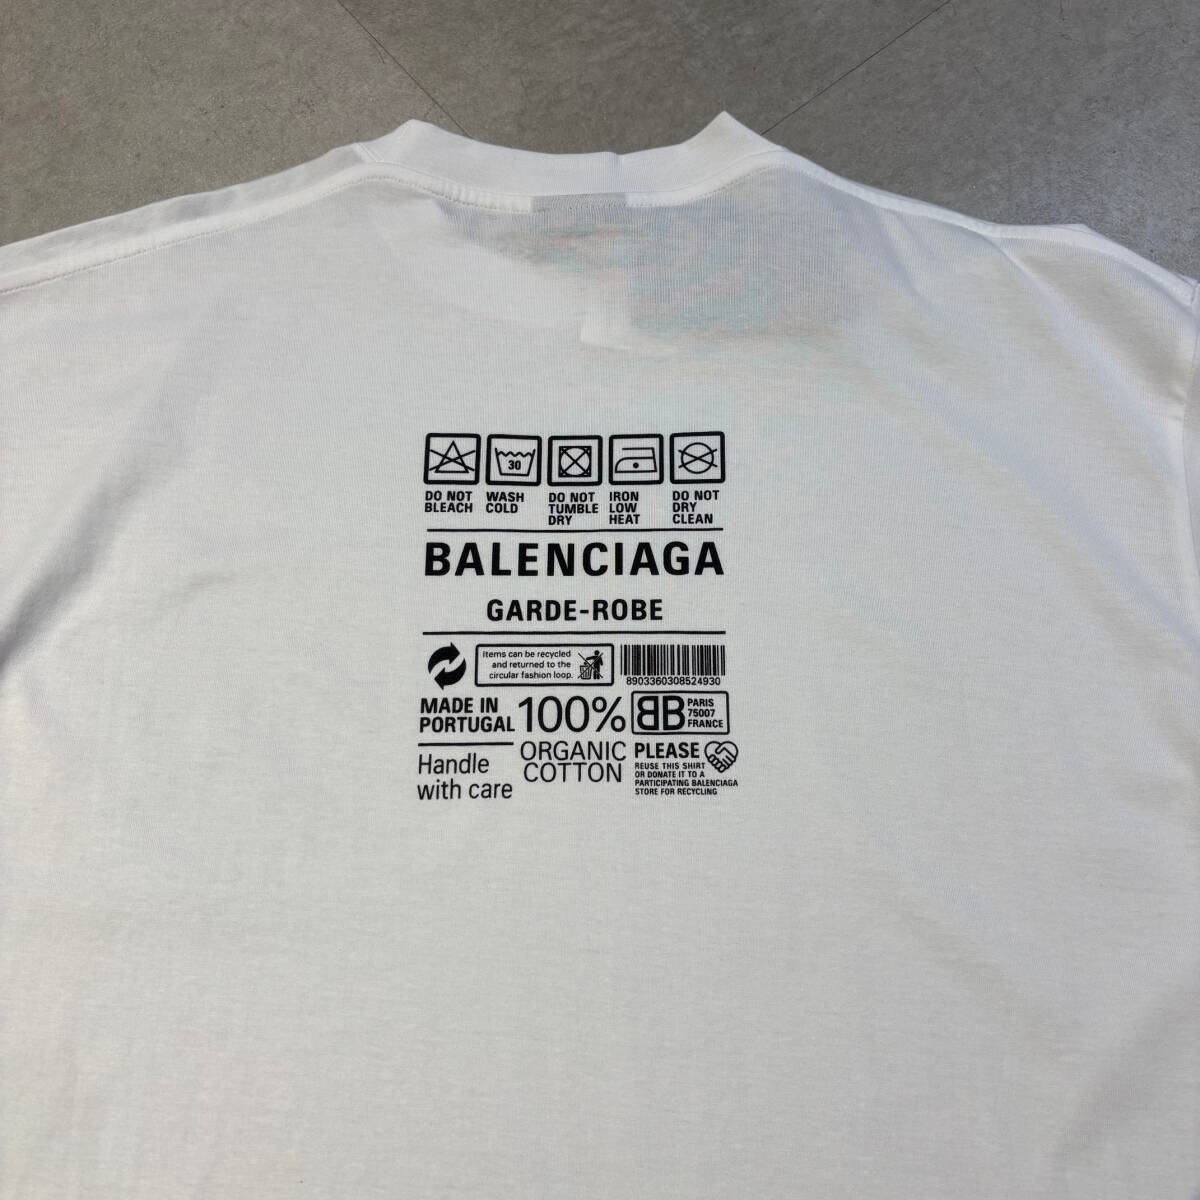 30
DO NOT
BLEACH
WASH
COLD
DO NOT
TUMBLE
DRY
IRON
LOW
HEAT
DO NOT
DRY
CLEAN
BALENCIAGA
GARDE-ROBE
Items can be recycled
and returned to the
circular fashion loop.
8903360308524930
MADE IN
PORTUGAL
100%
ORGANIC
COTTON
BB
PARIS
75007
FRANCE
Handle
with care
PLEASE
REUSE THIS SHIRT
OR DONATE IT TO A
PARTICIPATING BALENCIAGA
STORE FOR RECYCLING